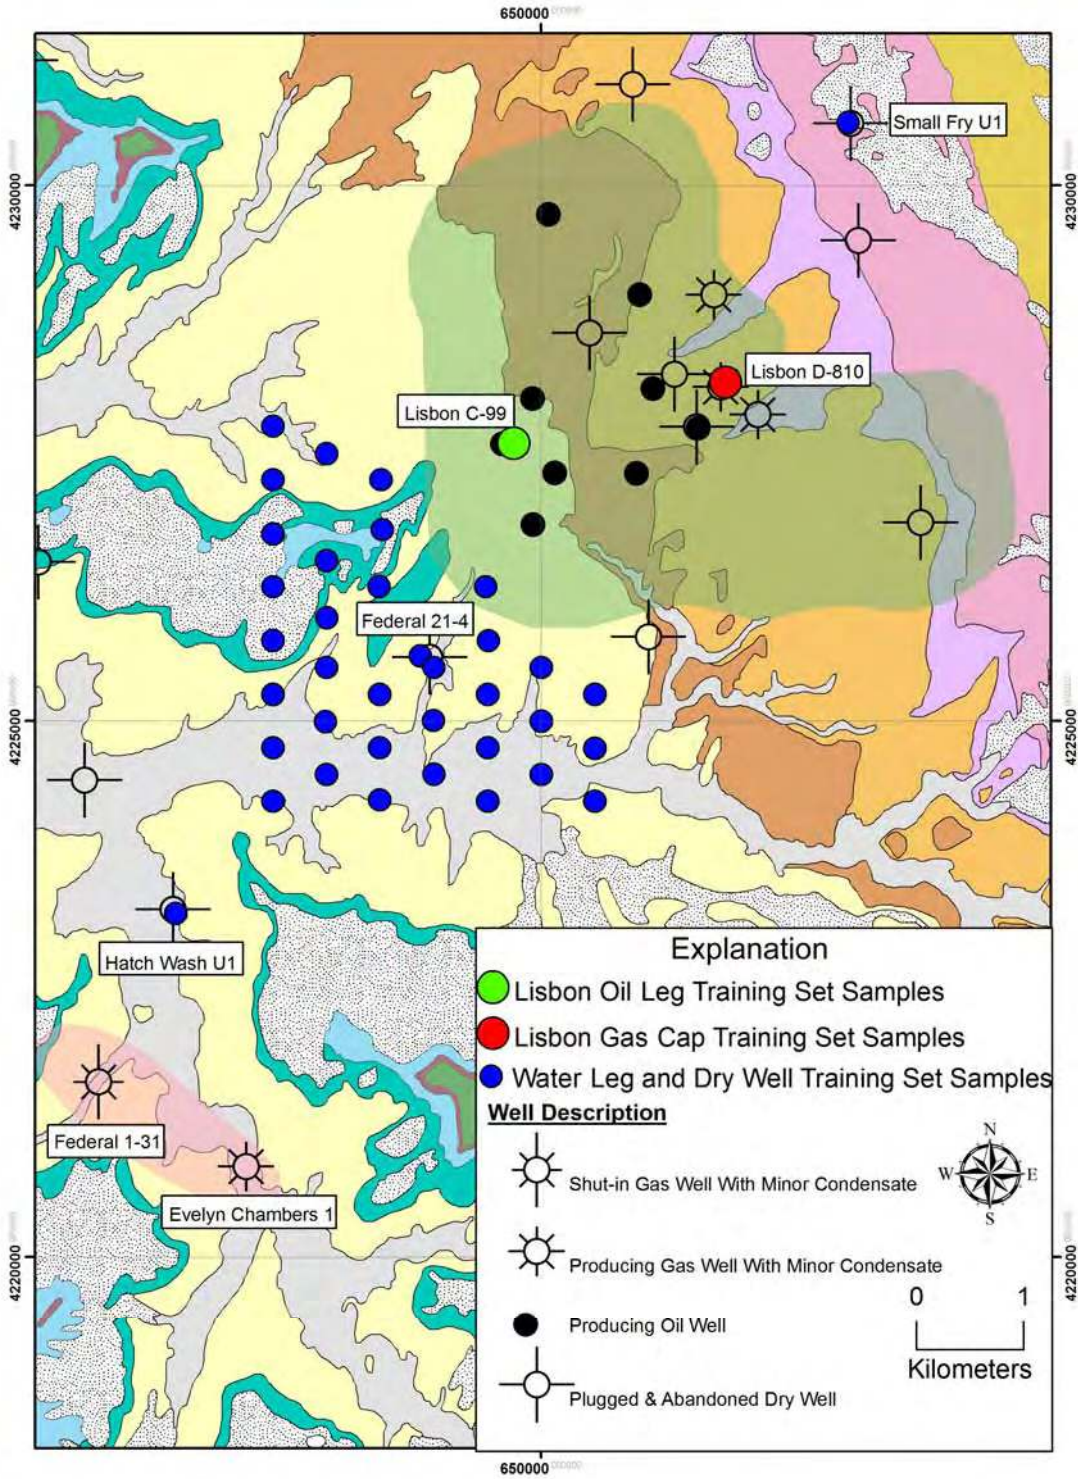 650000
Small Fry U1
4230000
4230000
Lisbon D-810
Lisbon C-99
Federal 21-4
4225000
4225000
Hatch Wash U1
Explanation
Lisbon Oil Leg Training Set Samples
Lisbon Gas Cap Training Set Samples
Water Leg and Dry Well Training Set Samples
Well Description
N
W E
S
Shut-in Gas Well With Minor Condensate
Federal 1-31
Evelyn Chambers 1
Producing Gas Well With Minor Condensate
4220000
4220000
0 1
Kilometers
Producing Oil Well
Plugged & Abandoned Dry Well
650000